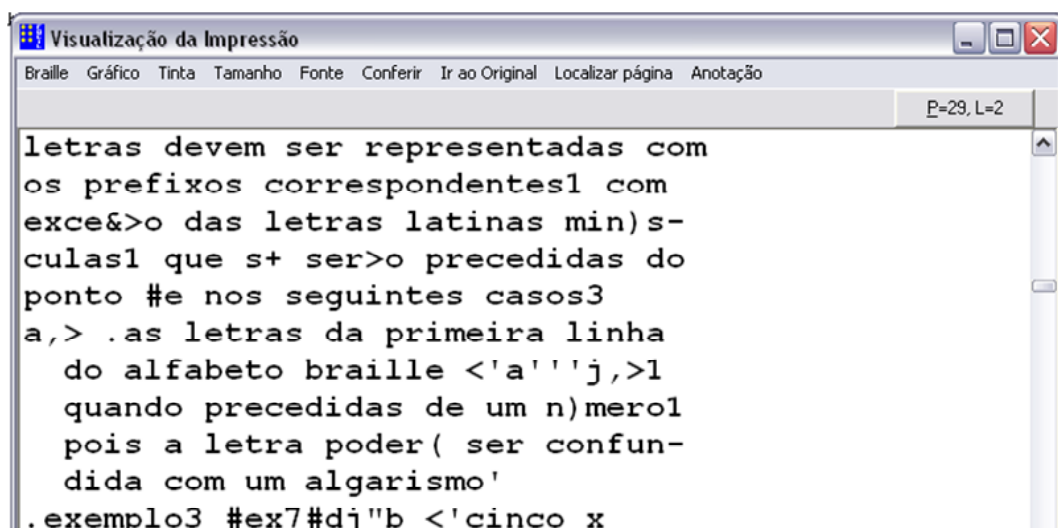 Visualização da Impressão
Braille Gráfico Tinta Tamanho Fonte Conferir Ir ao Original Localizar página Anotação
P=29, L=2
letras devem ser representadas com
os prefixos correspondentes1 com
exce&>o das letras latinas min)s-
culas1 que s+ ser>o precedidas do
ponto #e nos seguintes casos3
a,> .as letras da primeira linha
do alfabeto braille <'a'''j,>1
quando precedidas de um n)mero1
pois a letra poder( ser confun-
dida com um algarismo'
.exemplo3 #ex7#dj"b <'cinco x